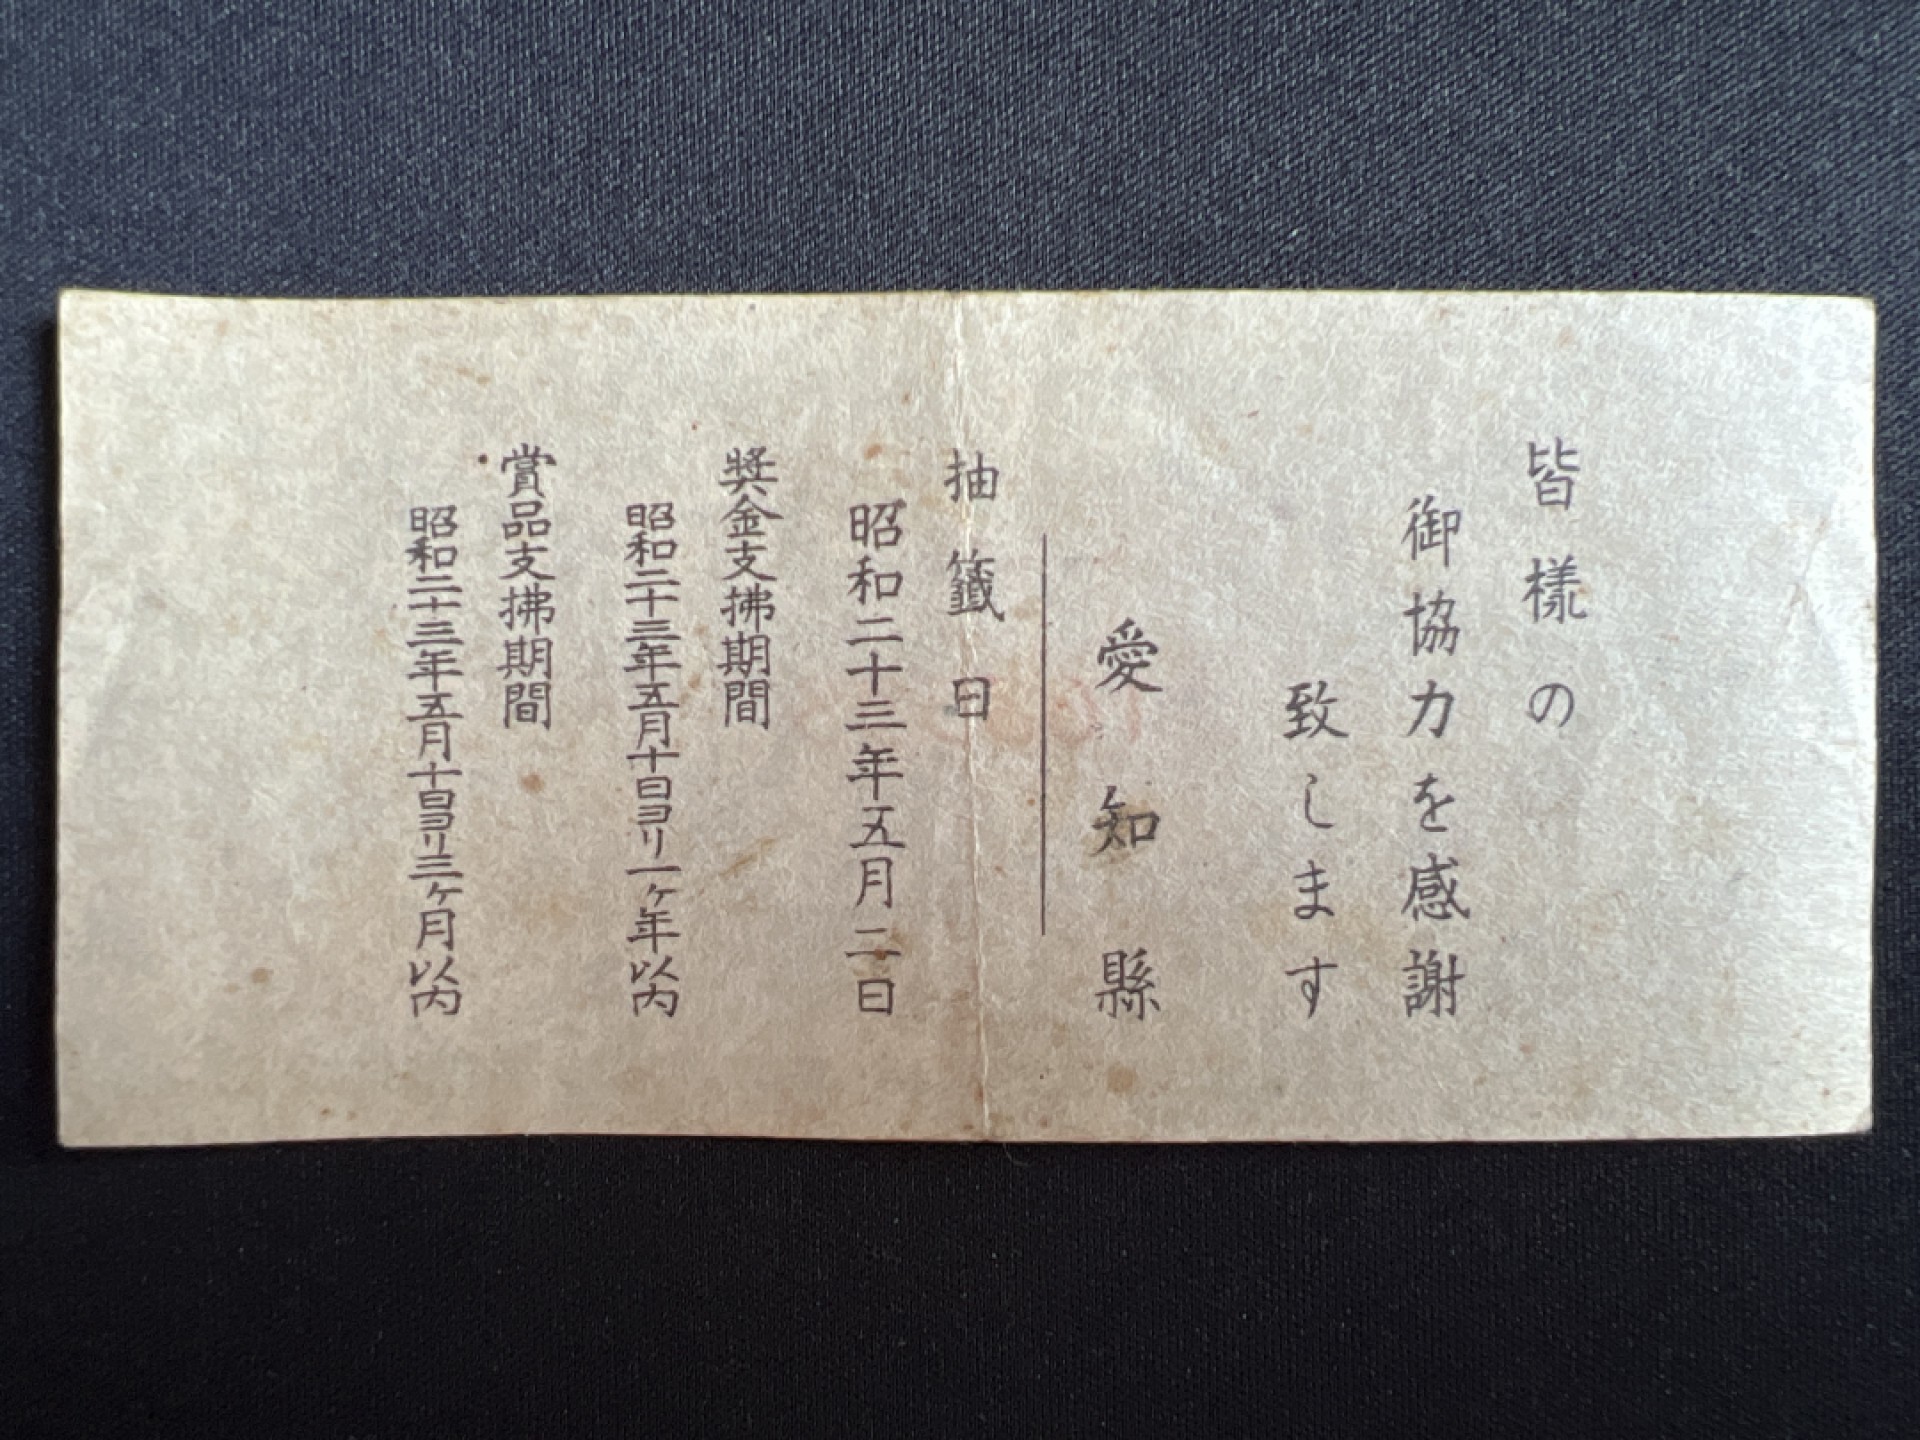 皆様の
御協力を感謝
致します
愛知縣
抽籤日
昭和二十三年五月二日
奬金支拂期間
昭和二十三年五月十日ヨリ一ヶ年以内
賞品支拂期間
昭和二十三年五月十日ヨリ三ヶ月以内